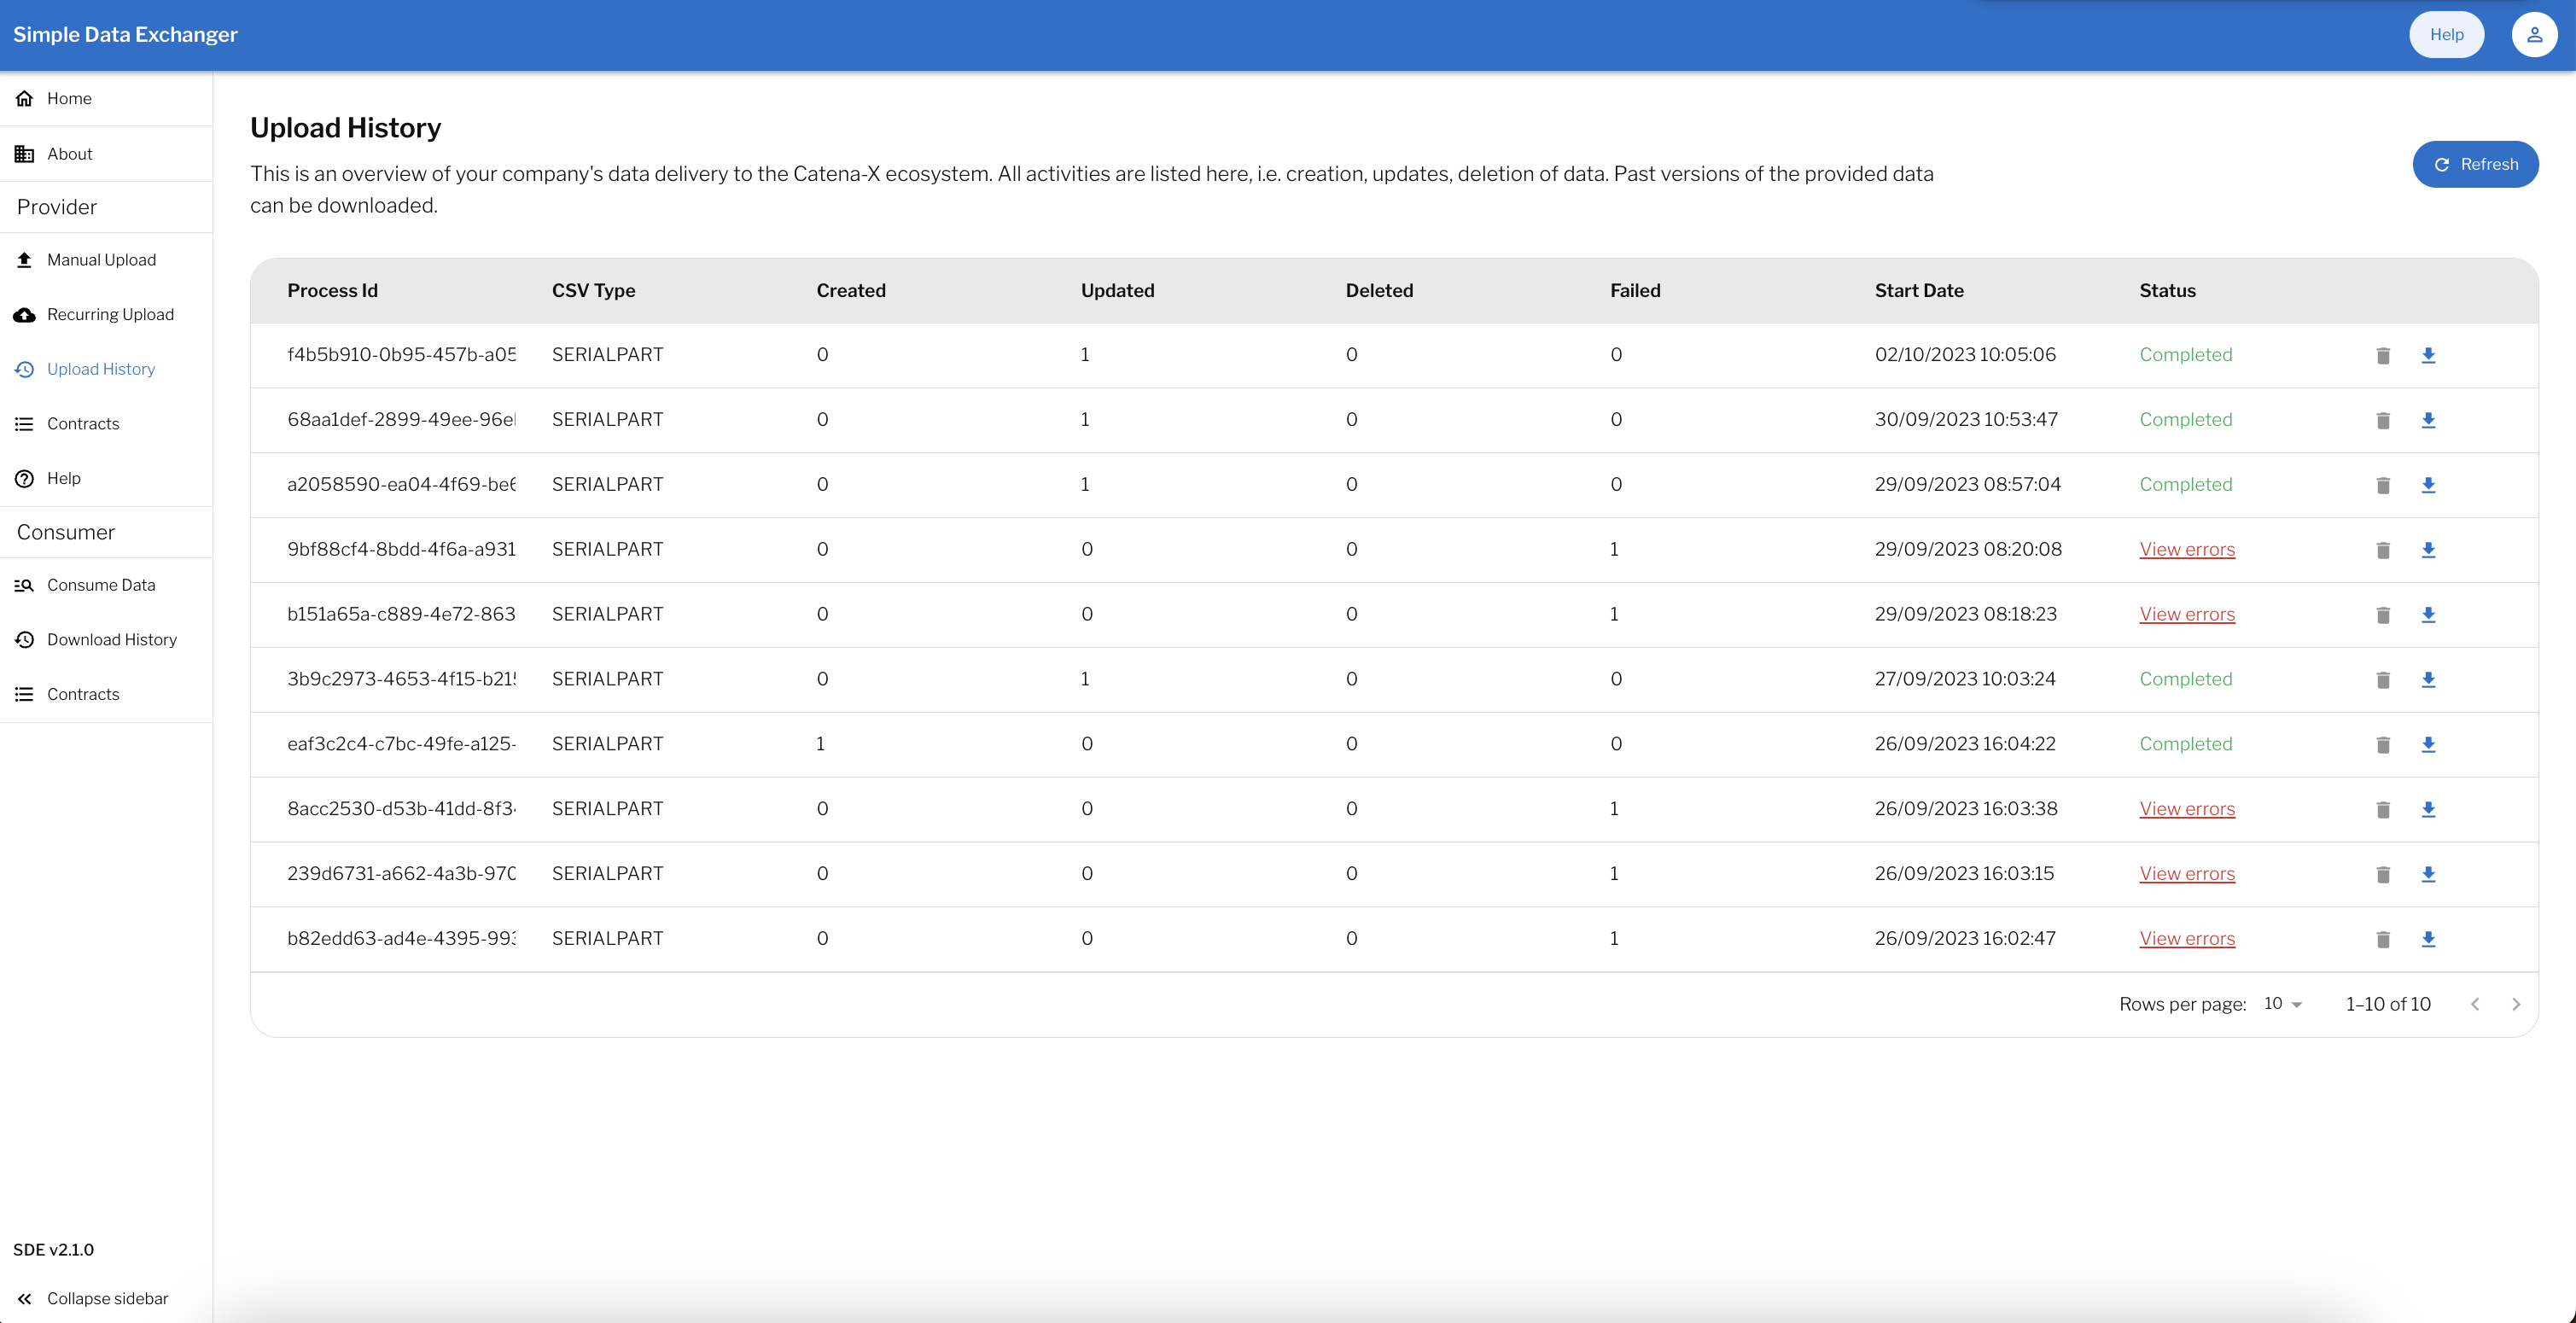 Simple Data Exchanger
Help
Home
About
Provider
Manual Upload
Recurring Upload
Upload History
Contracts
Help
Consumer
Consume Data
Download History
Contracts
SDE v2.1.0
Collapse sidebar
Upload History
This is an overview of your company's data delivery to the Catena-X ecosystem. All activities are listed here, i.e. creation, updates, deletion of data. Past versions of the provided data
can be downloaded.
Refresh
Process Id CSV Type Created Updated Deleted Failed Start Date Status
f4b5b910-0b95-457b-a05 SERIALPART 0 1 0 0 02/10/2023 10:05:06 Completed
68aa1def-2899-49ee-96e SERIALPART 0 1 0 0 30/09/2023 10:53:47 Completed
a2058590-ea04-4f69-be6 SERIALPART 0 1 0 0 29/09/2023 08:57:04 Completed
9bf88cf4-8bdd-4f6a-a931 SERIALPART 0 0 0 1 29/09/2023 08:20:08 View errors
b151a65a-c889-4e72-863 SERIALPART 0 0 0 1 29/09/2023 08:18:23 View errors
3b9c2973-4653-4f15-b215 SERIALPART 0 1 0 0 27/09/2023 10:03:24 Completed
eaf3c2c4-c7bc-49fe-a125- SERIALPART 1 0 0 0 26/09/2023 16:04:22 Completed
8acc2530-d53b-41dd-8f34 SERIALPART 0 0 0 1 26/09/2023 16:03:38 View errors
239d6731-a662-4a3b-970 SERIALPART 0 0 0 1 26/09/2023 16:03:15 View errors
b82edd63-ad4e-4395-993 SERIALPART 0 0 0 1 26/09/2023 16:02:47 View errors
Rows per page: 10 1–10 of 10